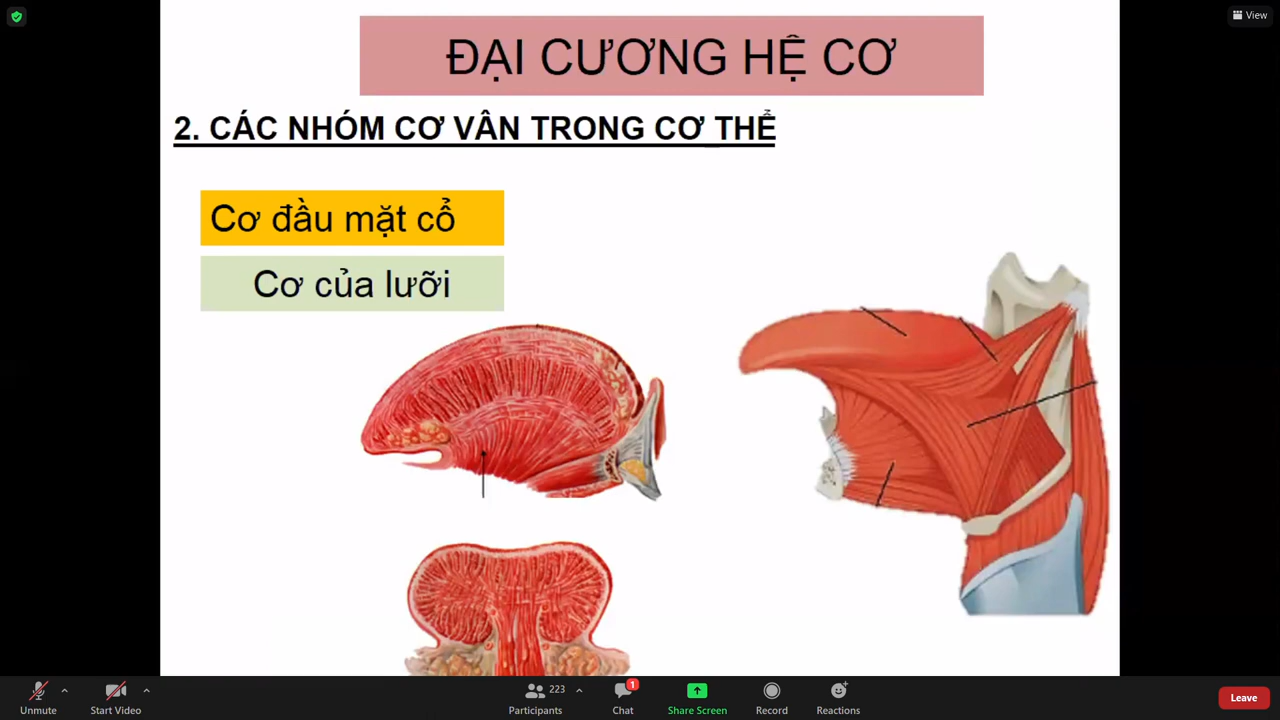 View
ĐẠI CƯƠNG HỆ CƠ
2. CÁC NHÓM CƠ VÂN TRONG CƠ THỂ
Cơ đầu mặt cổ
Cơ của lưỡi
Unmute
Start Video
223
Participants
1
Chat
Share Screen
Record
Reactions
Leave